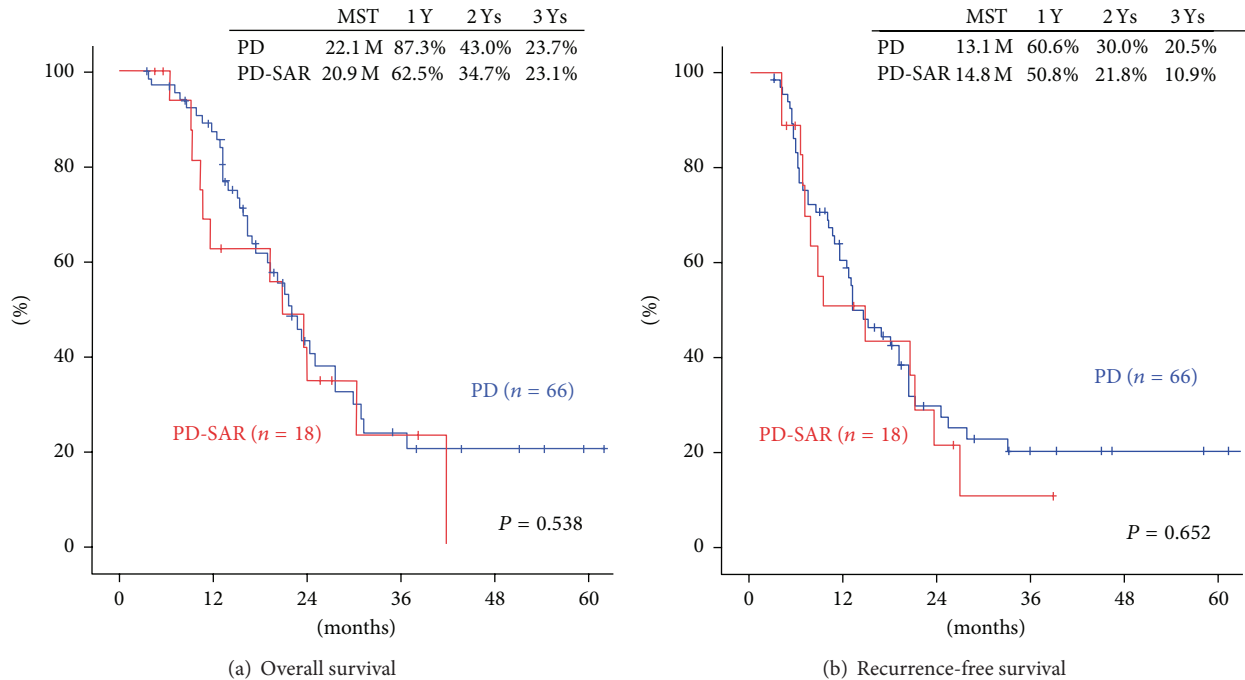 MST 1 Y 2 Ys 3 Ys
PD 22.1 M 87.3% 43.0% 23.7%
PD-SAR 20.9 M 62.5% 34.7% 23.1%
100
80
60
40
20
0
(%)
PD (n = 66)
PD-SAR (n = 18)
P = 0.538
0 12 24 36 48 60
(months)
(a) Overall survival
MST 1 Y 2 Ys 3 Ys
PD 13.1 M 60.6% 30.0% 20.5%
PD-SAR 14.8 M 50.8% 21.8% 10.9%
100
80
60
40
20
0
(%)
PD (n = 66)
PD-SAR (n = 18)
P = 0.652
0 12 24 36 48 60
(months)
(b) Recurrence-free survival